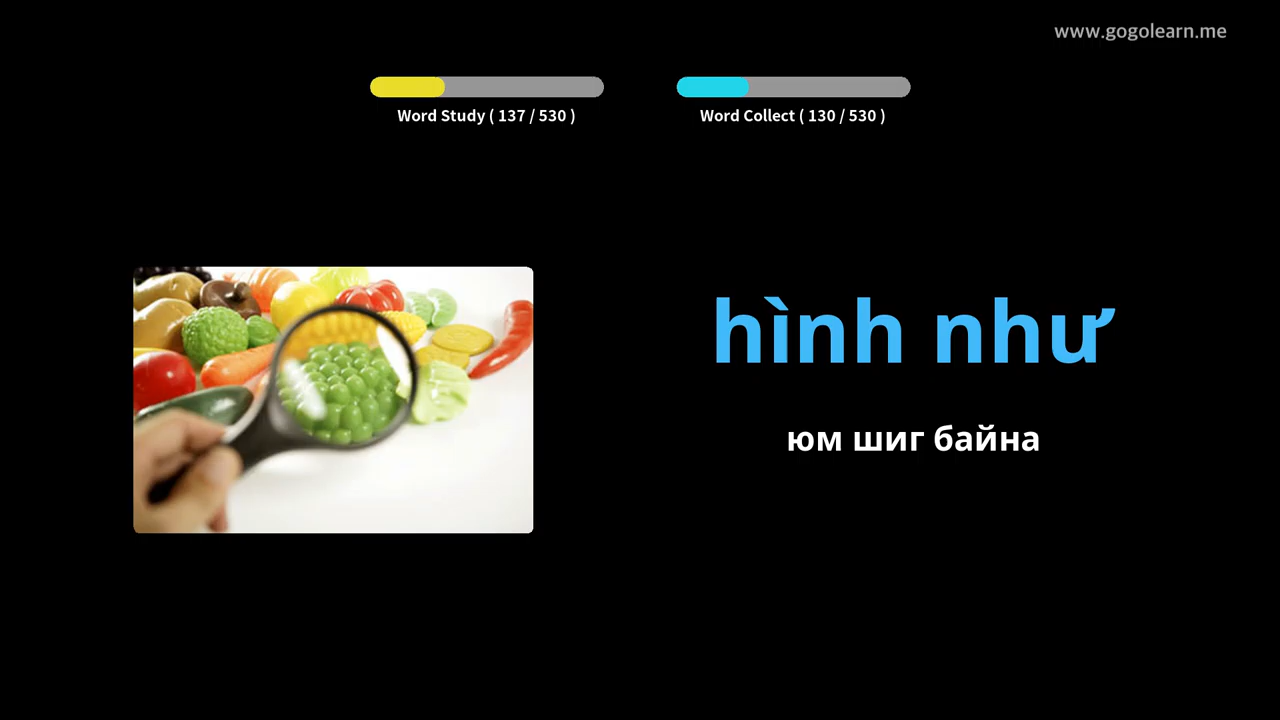 www.gogolearn.me
Word Study ( 137 / 530 )
Word Collect ( 130 / 530 )
hình như
юм шиг байна